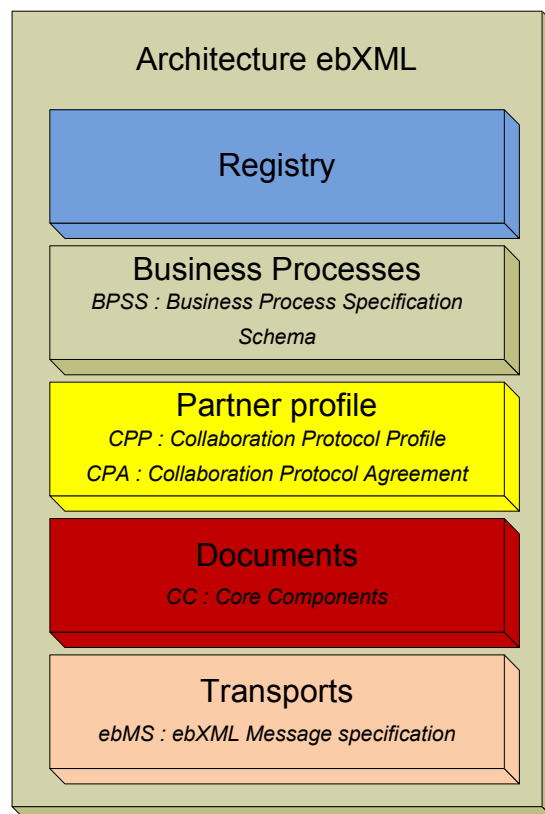 Architecture ebXML
Registry
Business Processes
BPSS : Business Process Specification
Schema
Partner profile
CPP : Collaboration Protocol Profile
CPA : Collaboration Protocol Agreement
Documents
CC : Core Components
Transports
ebMS : ebXML Message specification